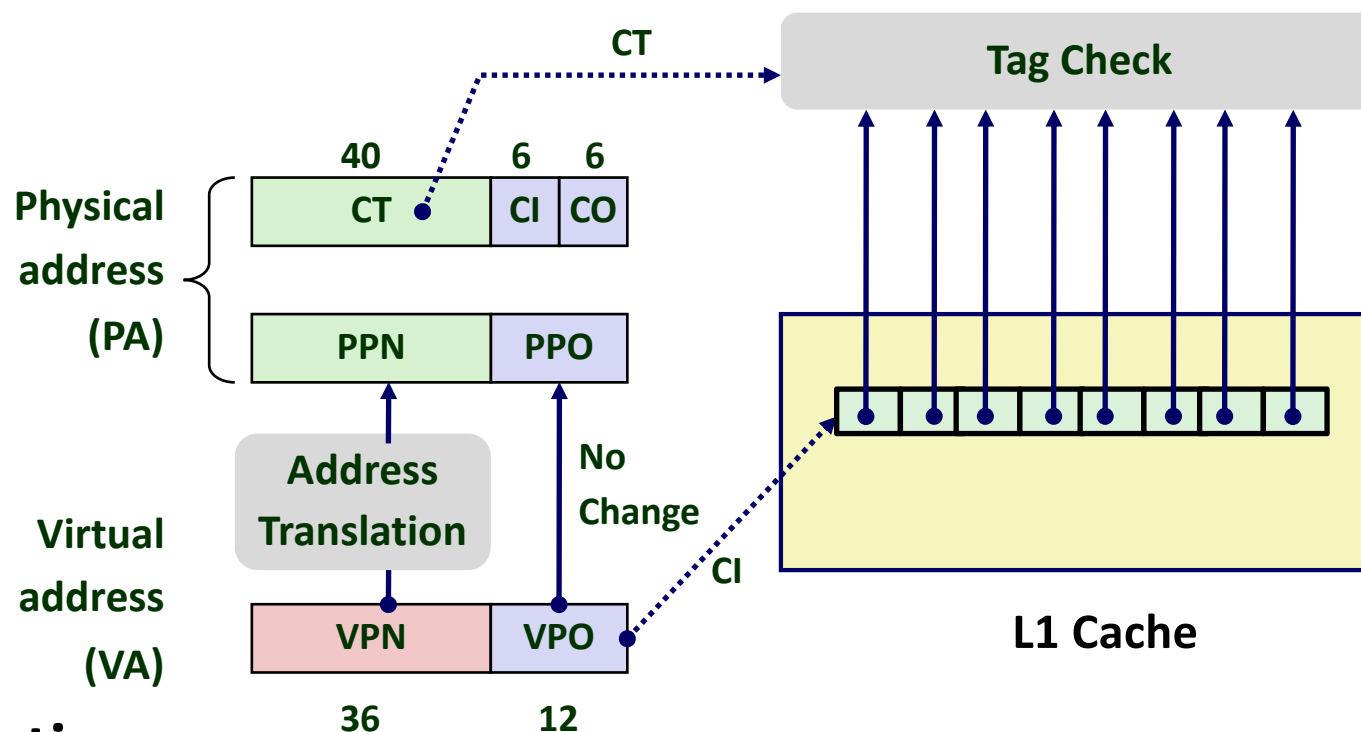 CT
Tag Check
40 6 6
Physical
address
(PA)
CT CI CO
PPN PPO
Address
Translation
No
Change
Virtual
address
(VA)
CI
VPN VPO
36 12
L1 Cache